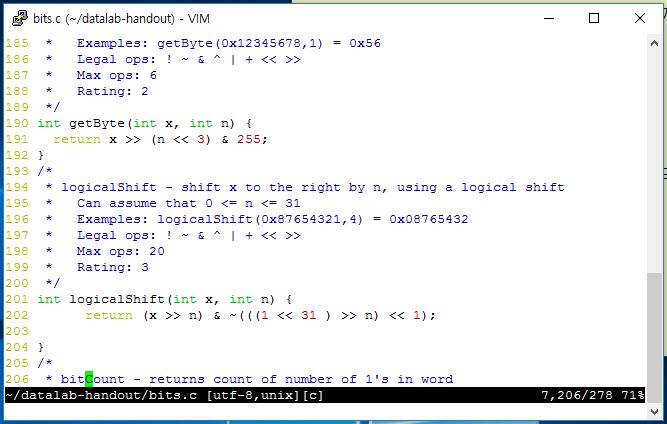 bits.c (~/datalab-handout) - VIM
185  *   Examples: getByte(0x12345678,1) = 0x56
186  *   Legal ops: ! ~ & ^ | + << >>
187  *   Max ops: 6
188  *   Rating: 2
189  */
190 int getByte(int x, int n) {
191   return x >> (n << 3) & 255;
192 }
193 /*
194  * logicalShift - shift x to the right by n, using a logical shift
195  *   Can assume that 0 <= n <= 31
196  *   Examples: logicalShift(0x87654321,4) = 0x08765432
197  *   Legal ops: ! ~ & ^ | + << >>
198  *   Max ops: 20
199  *   Rating: 3
200  */
201 int logicalShift(int x, int n) {
202       return (x >> n) & ~(((1 << 31 ) >> n) << 1);
203
204 }
205 /*
206  * bitCount - returns count of number of 1's in word
~/datalab-handout/bits.c [utf-8,unix][c]                7,206/278 71%